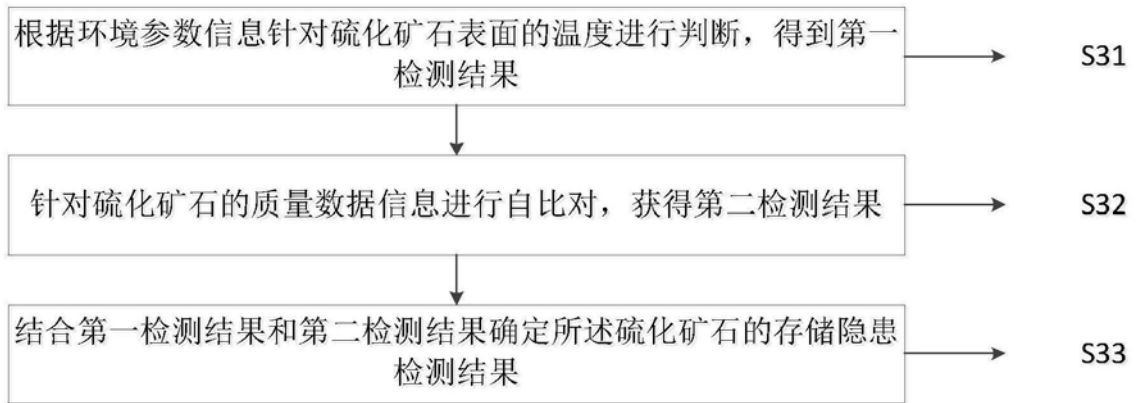 根据环境参数信息针对硫化矿石表面的温度进行判断，得到第一
检测结果
S31
针对硫化矿石的质量数据信息进行自比对，获得第二检测结果
S32
结合第一检测结果和第二检测结果确定所述硫化矿石的存储隐患
检测结果
S33